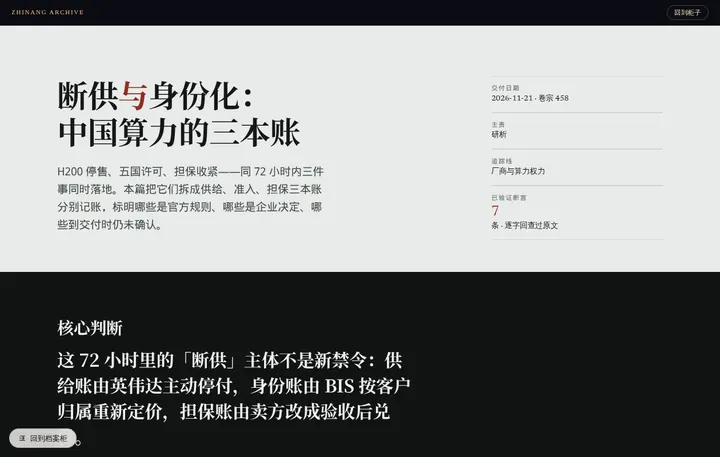 ZHINANG ARCHIVE
回到柜子
断供与身份化：
中国算力的三本账
H200 停售、五国许可、担保收紧——同 72 小时内三件
事同时落地。本篇把它们拆成供给、准入、担保三本账
分别记账，标明哪些是官方规则、哪些是企业决定、哪
些到交付时仍未确认。
交付日期
2026-11-21 · 卷宗 458
主责
研析
追踪线
厂商与算力权力
已验证断言
7
条 · 逐字回查过原文
核心判断
这 72 小时里的「断供」主体不是新禁令：供
给账由英伟达主动停付，身份账由 BIS 按客户
归属重新定价，担保账由卖方改成验收后兑
。
回到档案柜